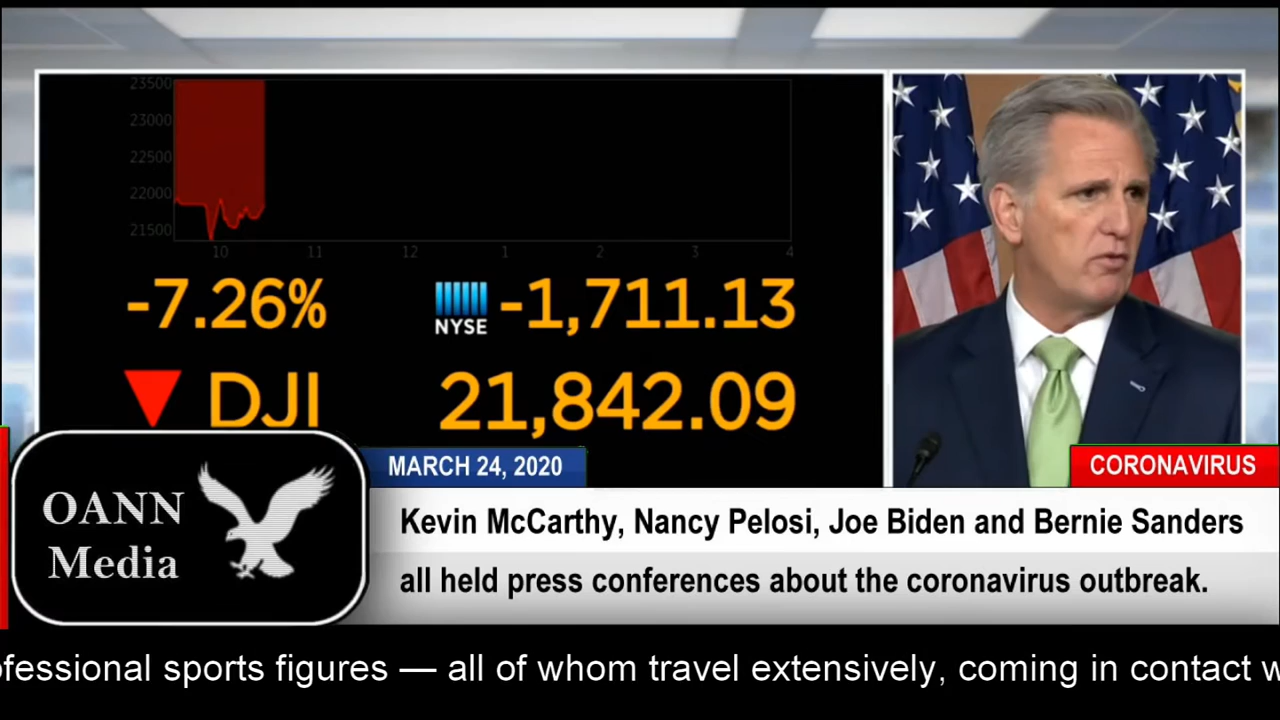 23500
23000
22500
22000
21500
10 11 12 1 2 3 4
-7.26%
NYSE -1,711.13
DJI
21,842.09
MARCH 24, 2020
CORONAVIRUS
OANN
Media
Kevin McCarthy, Nancy Pelosi, Joe Biden and Bernie Sanders
all held press conferences about the coronavirus outbreak.
ofessional sports figures — all of whom travel extensively, coming in contact w